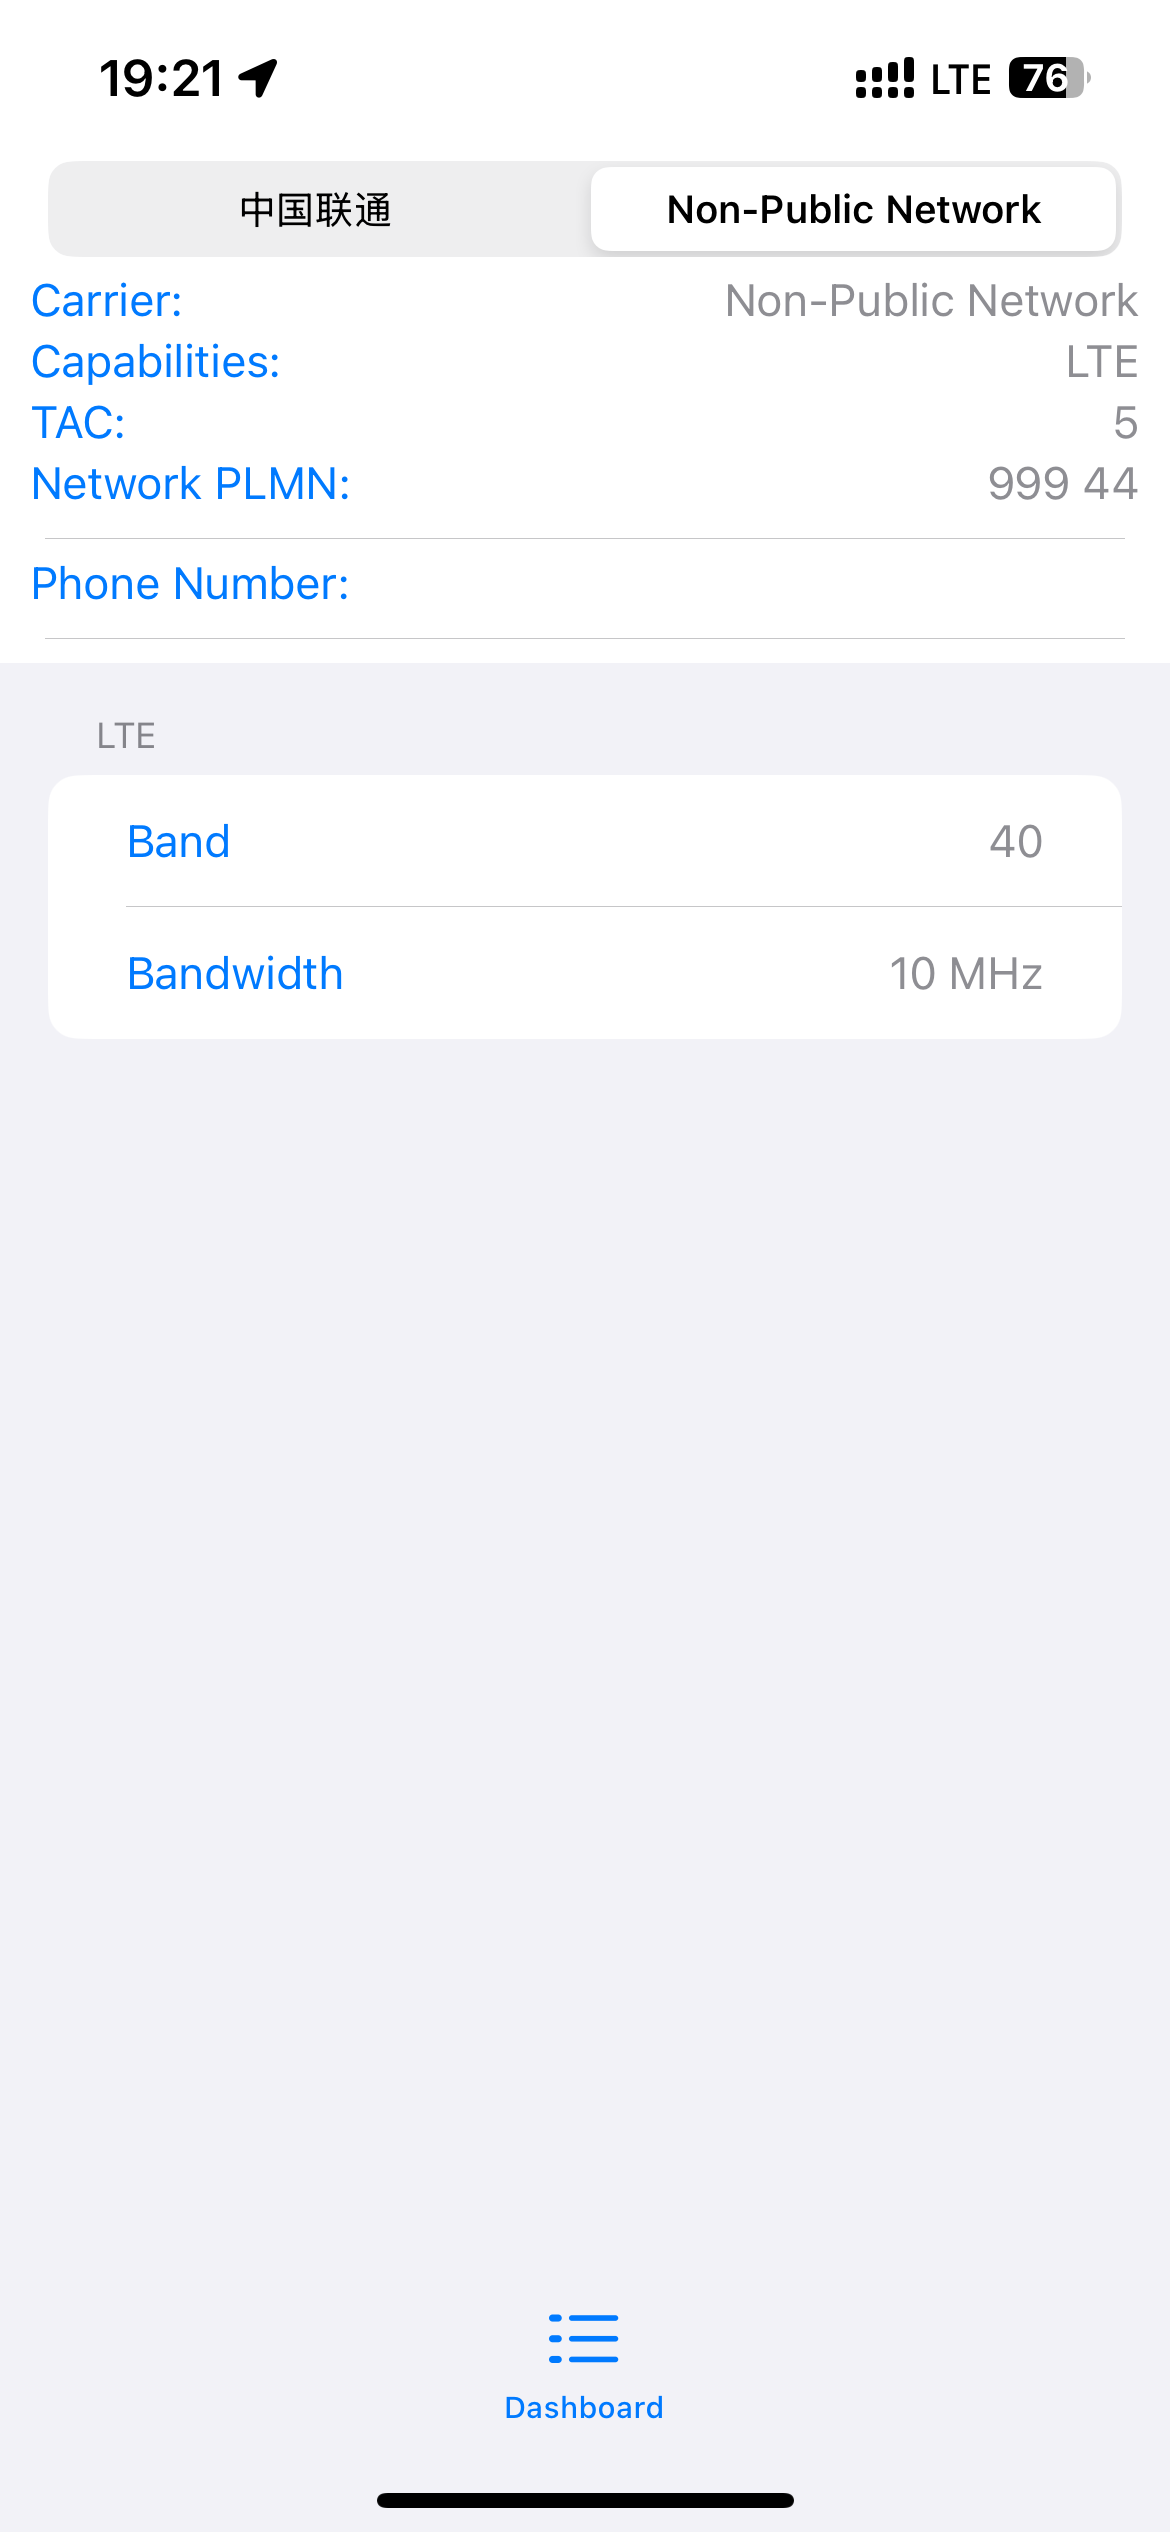 19:21 LTE 76
中国联通 Non-Public Network
Carrier: Non-Public Network
Capabilities: LTE
TAC: 5
Network PLMN: 999 44
Phone Number:
LTE
Band 40
Bandwidth 10 MHz
Dashboard